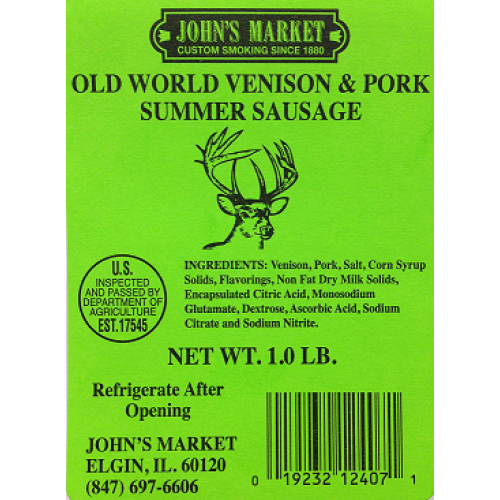 JOHN'S MARKET
CUSTOM SMOKING SINCE 1880
OLD WORLD VENISON & PORK
SUMMER SAUSAGE
U.S.
INSPECTED
AND PASSED BY
DEPARTMENT OF
AGRICULTURE
EST.17545
INGREDIENTS: Venison, Pork, Salt, Corn Syrup
Solids, Flavorings, Non Fat Dry Milk Solids,
Encapsulated Citric Acid, Monosodium
Glutamate, Dextrose, Ascorbic Acid, Sodium
Citrate and Sodium Nitrite.
NET WT. 1.0 LB.
Refrigerate After
Opening
JOHN'S MARKET
ELGIN, IL. 60120
(847) 697-6606
0 19232 12407 1